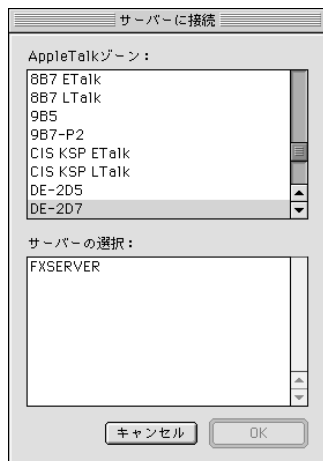 サーバーに接続
AppleTalkゾーン：
8B7 ETalk
8B7 LTalk
9B5
9B7-P2
CIS KSP ETalk
CIS KSP LTalk
DE-2D5
DE-2D7
サーバーの選択：
FXSERVER
キャンセル OK